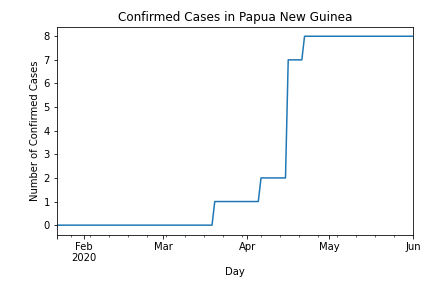 Confirmed Cases in Papua New Guinea
8
7
6
5
4
3
2
1
0
Number of Confirmed Cases
Feb
2020
Mar
Apr
May
Jun
Day